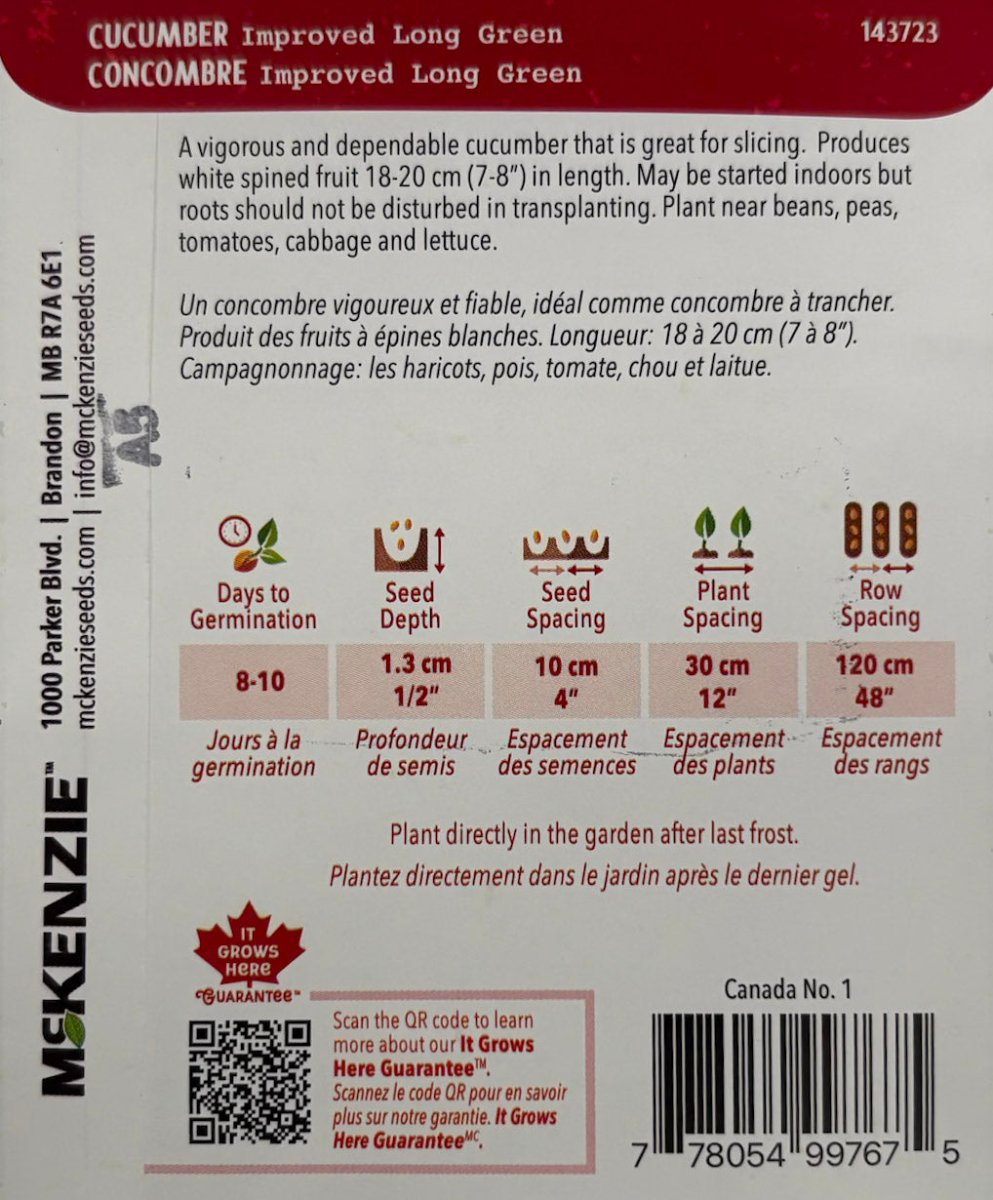 CUCUMBER Improved Long Green
143723
CONCOMBRE Improved Long Green
A vigorous and dependable cucumber that is great for slicing. Produces
white spined fruit 18-20 cm (7-8") in length. May be started indoors but
roots should not be disturbed in transplanting. Plant near beans, peas,
tomatoes, cabbage and lettuce.
Un concombre vigoureux et fiable, idéal comme concombre à trancher.
Produit des fruits à épines blanches. Longueur: 18 à 20 cm (7 à 8").
Campagnonnage: les haricots, pois, tomate, chou et laitue.
Days to
Germination
8-10
Jours à la
germination
Seed
Depth
1.3 cm
1/2"
Profondeur
de semis
Seed
Spacing
10 cm
4"
Espacement
des semences
Plant
Spacing
30 cm
12"
Espacement
des plants
Row
Spacing
120 cm
48"
Espacement
des rangs
Plant directly in the garden after last frost.
Plantez directement dans le jardin après le dernier gel.
IT
GROWS
HERE
GUARANTEE™
Scan the QR code to learn
more about our It Grows
Here Guarantee™.
Scannez le code QR pour en savoir
plus sur notre garantie. It Grows
Here Guarantee MC.
Canada No. 1
7 78054 99767 5
MCKENZIE™
1000 Parker Blvd. | Brandon | MB R7A 6E1
mckenzieseeds.com | info@mckenzieseeds.com
A5